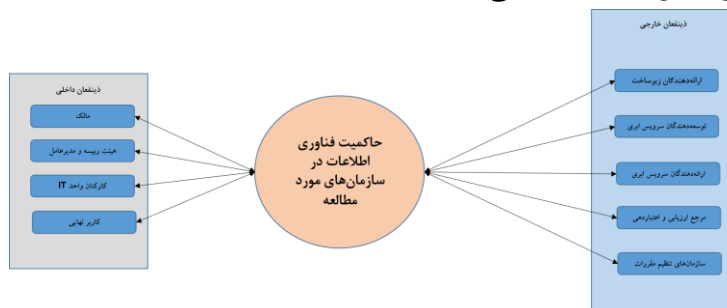 ذینفعان خارجی
ارائه‌دهندگان زیرساخت
توسعه‌دهندگان سرویس ابری
ارائه‌دهندگان سرویس ابری
مرجع ارزیابی و اعتباردهی
سازمان‌های تنظیم مقررات
حاکمیت فناوری
اطلاعات در
سازمان‌های مورد
مطالعه
ذینفعان داخلی
مالک
هیئت رییسه و مدیرعامل
کارکنان واحد IT
کاربر نهایی